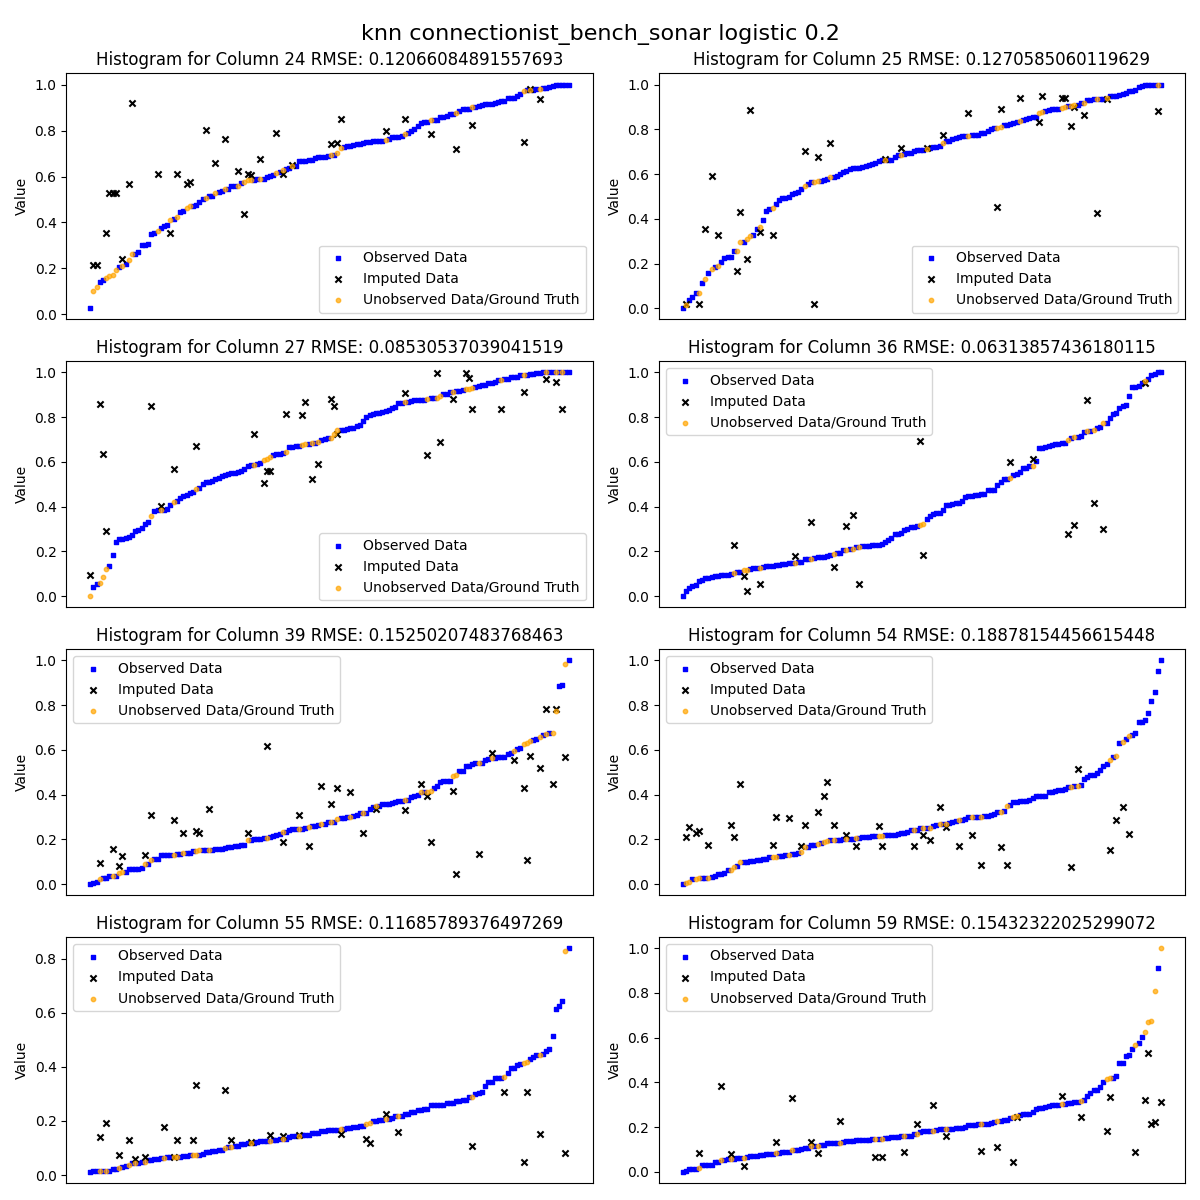 knn connectionist_bench_sonar logistic 0.2
Histogram for Column 24 RMSE: 0.12066084891557693
Value
1.0
0.8
0.6
0.4
0.2
0.0
Observed Data
Imputed Data
Unobserved Data/Ground Truth
Histogram for Column 25 RMSE: 0.1270585060119629
Value
1.0
0.8
0.6
0.4
0.2
0.0
Observed Data
Imputed Data
Unobserved Data/Ground Truth
Histogram for Column 27 RMSE: 0.08530537039041519
Value
1.0
0.8
0.6
0.4
0.2
0.0
Observed Data
Imputed Data
Unobserved Data/Ground Truth
Histogram for Column 36 RMSE: 0.06313857436180115
Value
1.0
0.8
0.6
0.4
0.2
0.0
Observed Data
Imputed Data
Unobserved Data/Ground Truth
Histogram for Column 39 RMSE: 0.15250207483768463
Value
1.0
0.8
0.6
0.4
0.2
0.0
Observed Data
Imputed Data
Unobserved Data/Ground Truth
Histogram for Column 54 RMSE: 0.18878154456615448
Value
1.0
0.8
0.6
0.4
0.2
0.0
Observed Data
Imputed Data
Unobserved Data/Ground Truth
Histogram for Column 55 RMSE: 0.11685789376497269
Value
0.8
0.6
0.4
0.2
0.0
Observed Data
Imputed Data
Unobserved Data/Ground Truth
Histogram for Column 59 RMSE: 0.15432322025299072
Value
1.0
0.8
0.6
0.4
0.2
0.0
Observed Data
Imputed Data
Unobserved Data/Ground Truth